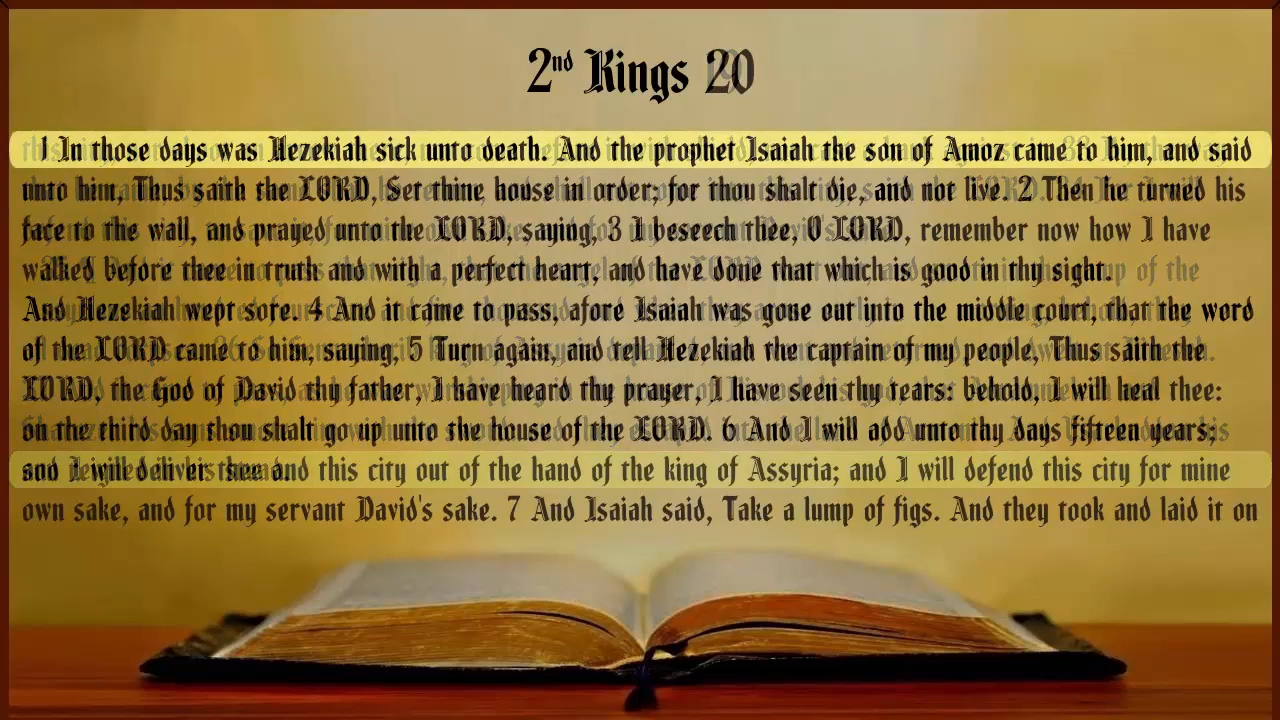 2nd Kings 20
1 In those days was Hezekiah sick unto death. And the prophet Isaiah the son of Amoz came to him, and said
unto him, Thus saith the LORD, Set thine house in order; for thou shalt die, and not live. 2 Then he turned his
face to the wall, and prayed unto the LORD, saying, 3 I beseech thee, O LORD, remember now how I have
walked before thee in truth and with a perfect heart, and have done that which is good in thy sight.
And Hezekiah wept sore. 4 And it came to pass, afore Isaiah was gone out into the middle court, that the word
of the LORD came to him, saying, 5 Turn again, and tell Hezekiah the captain of my people, Thus saith the
LORD, the God of David thy father, I have heard thy prayer, I have seen thy tears: behold, I will heal thee:
on the third day thou shalt go up unto the house of the LORD. 6 And I will add unto thy days fifteen years;
and I will deliver thee and this city out of the hand of the king of Assyria; and I will defend this city for mine
own sake, and for my servant David's sake. 7 And Isaiah said, Take a lump of figs. And they took and laid it on